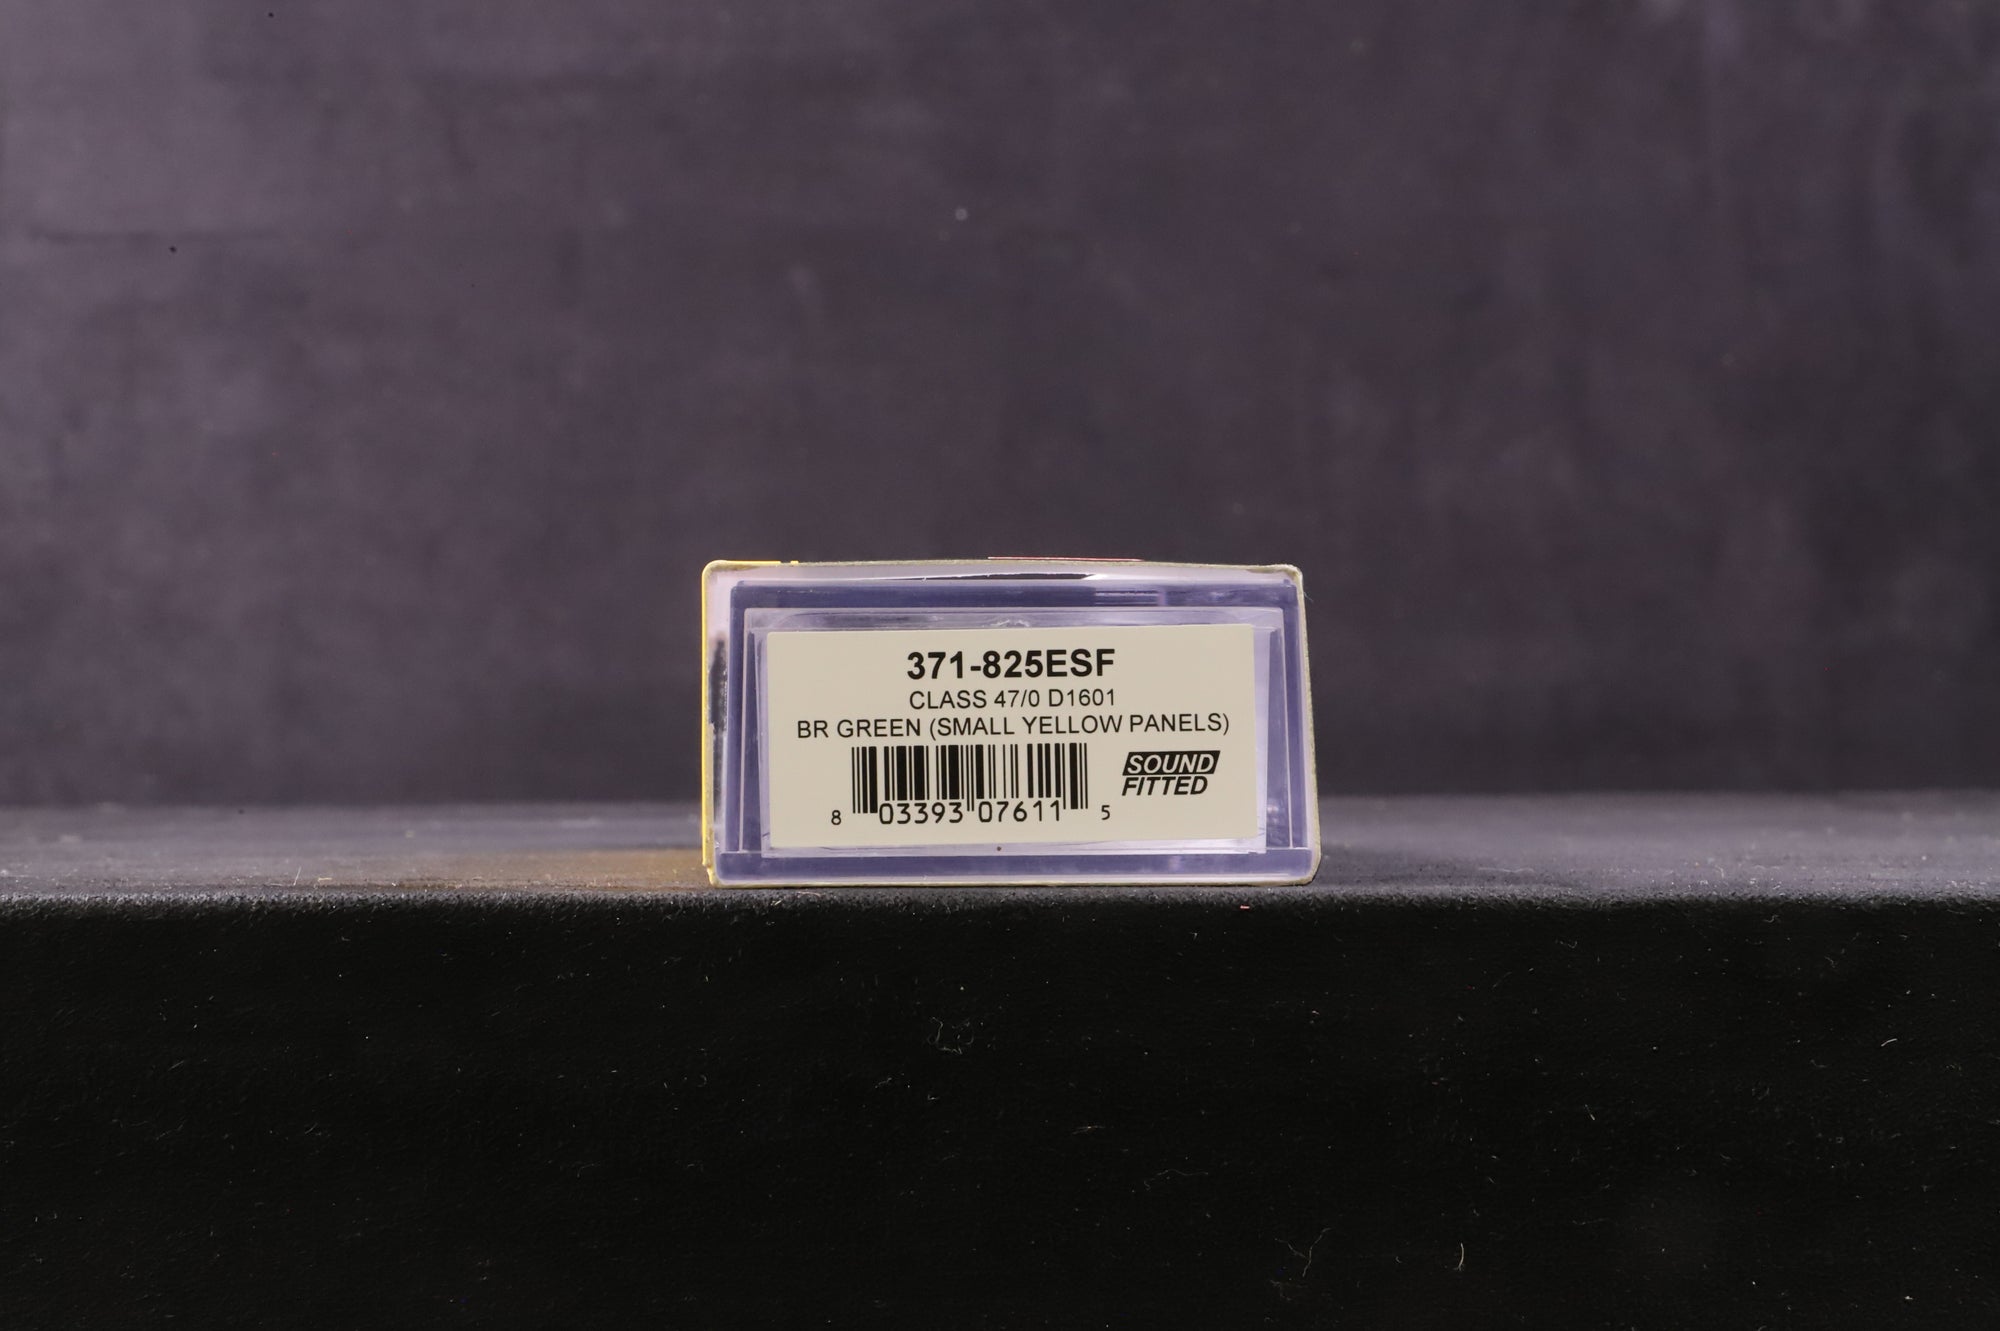 371-825ESF
CLASS 47/0 D1601
BR GREEN (SMALL YELLOW PANELS)
SOUND
FITTED
8 03393 07611 5